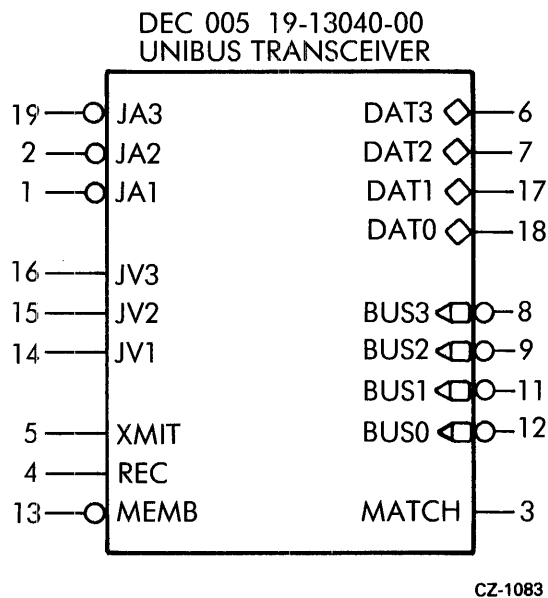 DEC 005 19-13040-00
UNIBUS TRANSCEIVER
19 JA3 DAT3 6
2 JA2 DAT2 7
1 JA1 DAT1 17
DAT0 18
16 JV3
15 JV2 BUS3 8
14 JV1 BUS2 9
BUS1 11
5 XMIT BUS0 12
4 REC
13 MEMB MATCH 3
CZ-1083